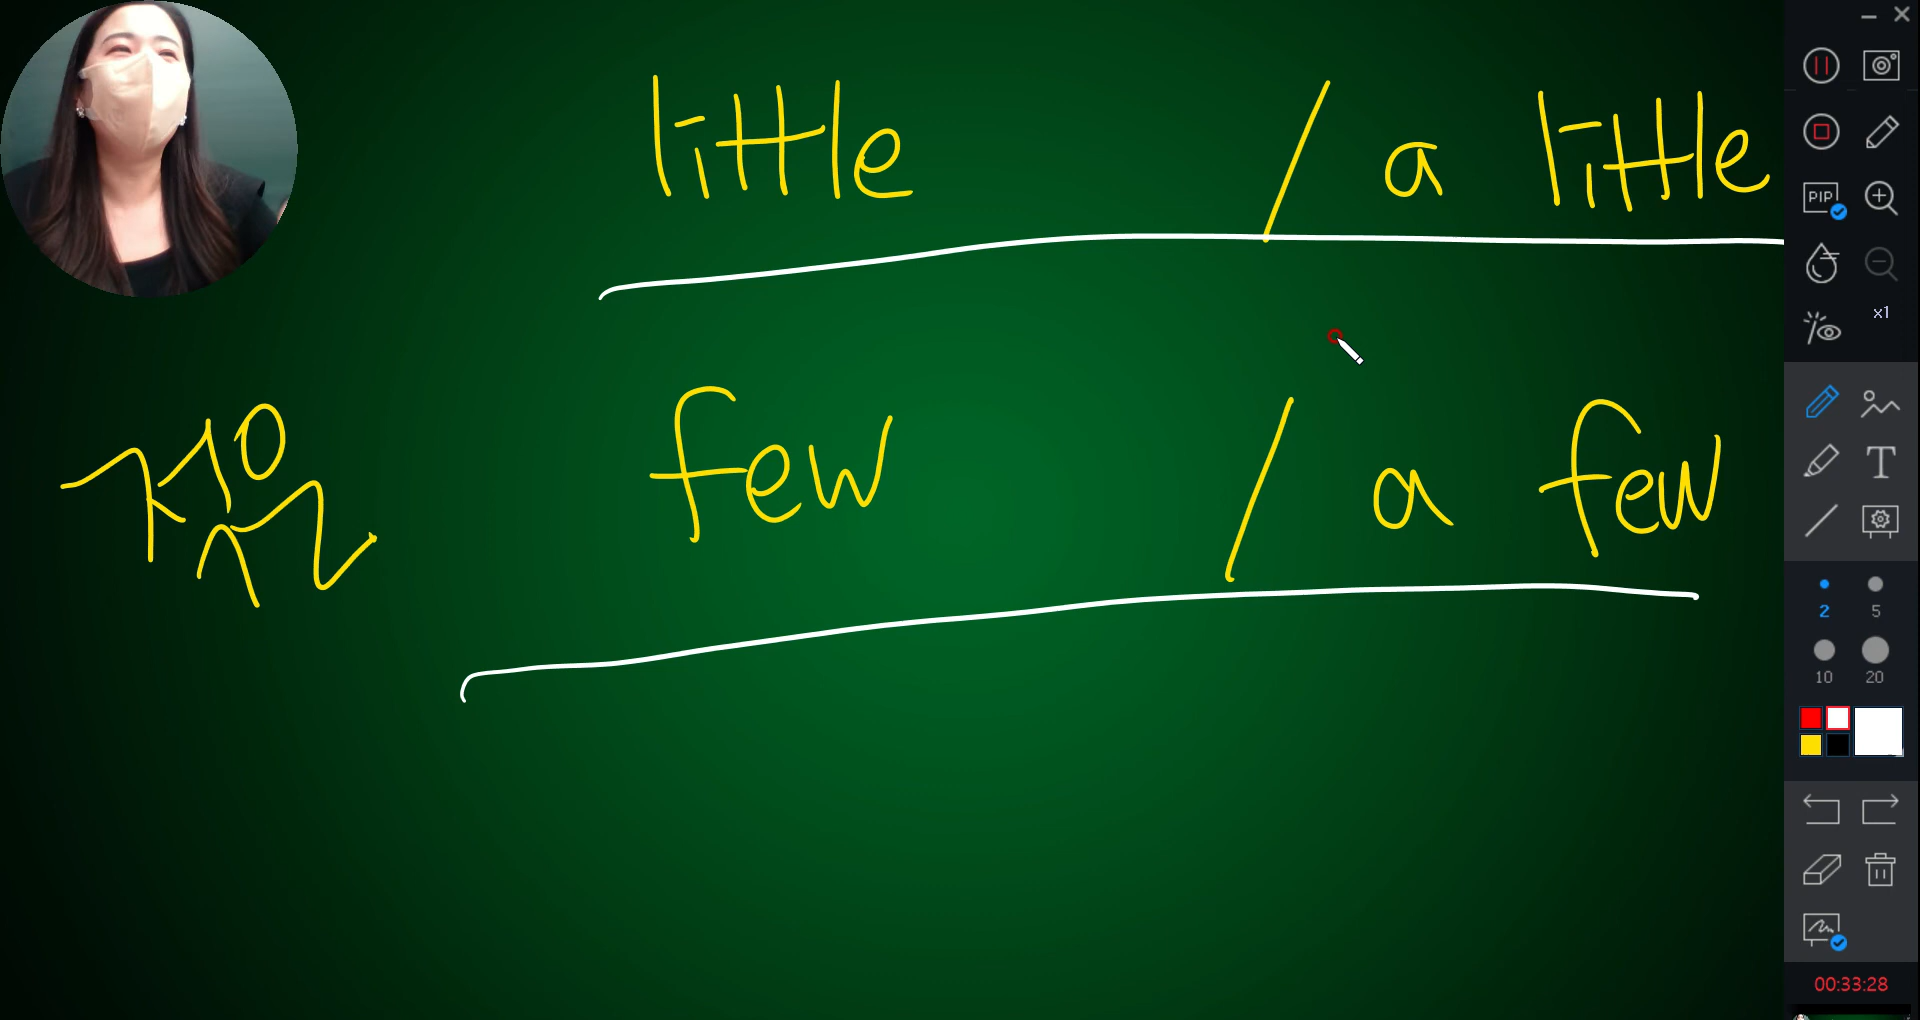 little / a little
few / a few
PIP
x1
T
2 5
10 20
00:33:28